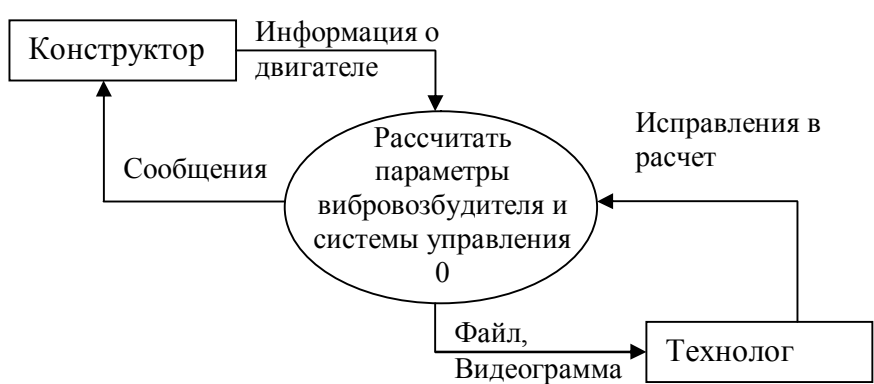 Конструктор
Информация о
двигателе
Сообщения
Рассчитать
параметры
вибровозбудителя и
системы управления
0
Исправления в
расчет
Файл,
Видеограмма
Технолог